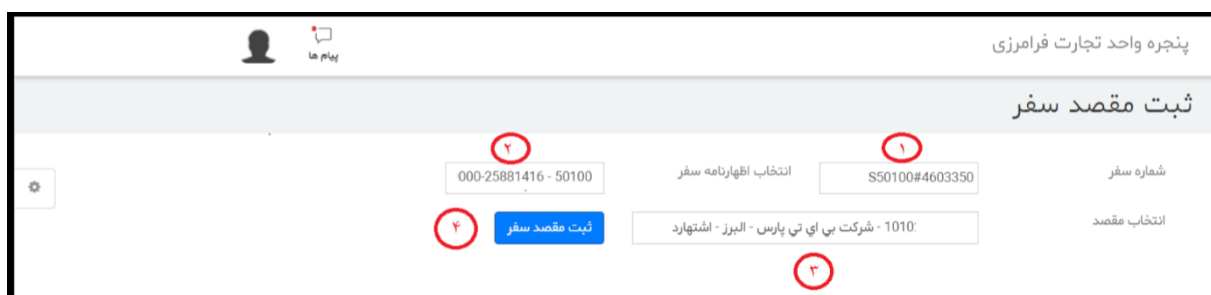 پنجره واحد تجارت فرامرزی
پیام ها
ثبت مقصد سفر
۱
۲
شماره سفر
S50100#4603350
انتخاب اظهارنامه سفر
000-25881416 - 50100
انتخاب مقصد
1010: - شرکت بي اي تي پارس - البرز - اشتهارد
ثبت مقصد سفر
۴
۳